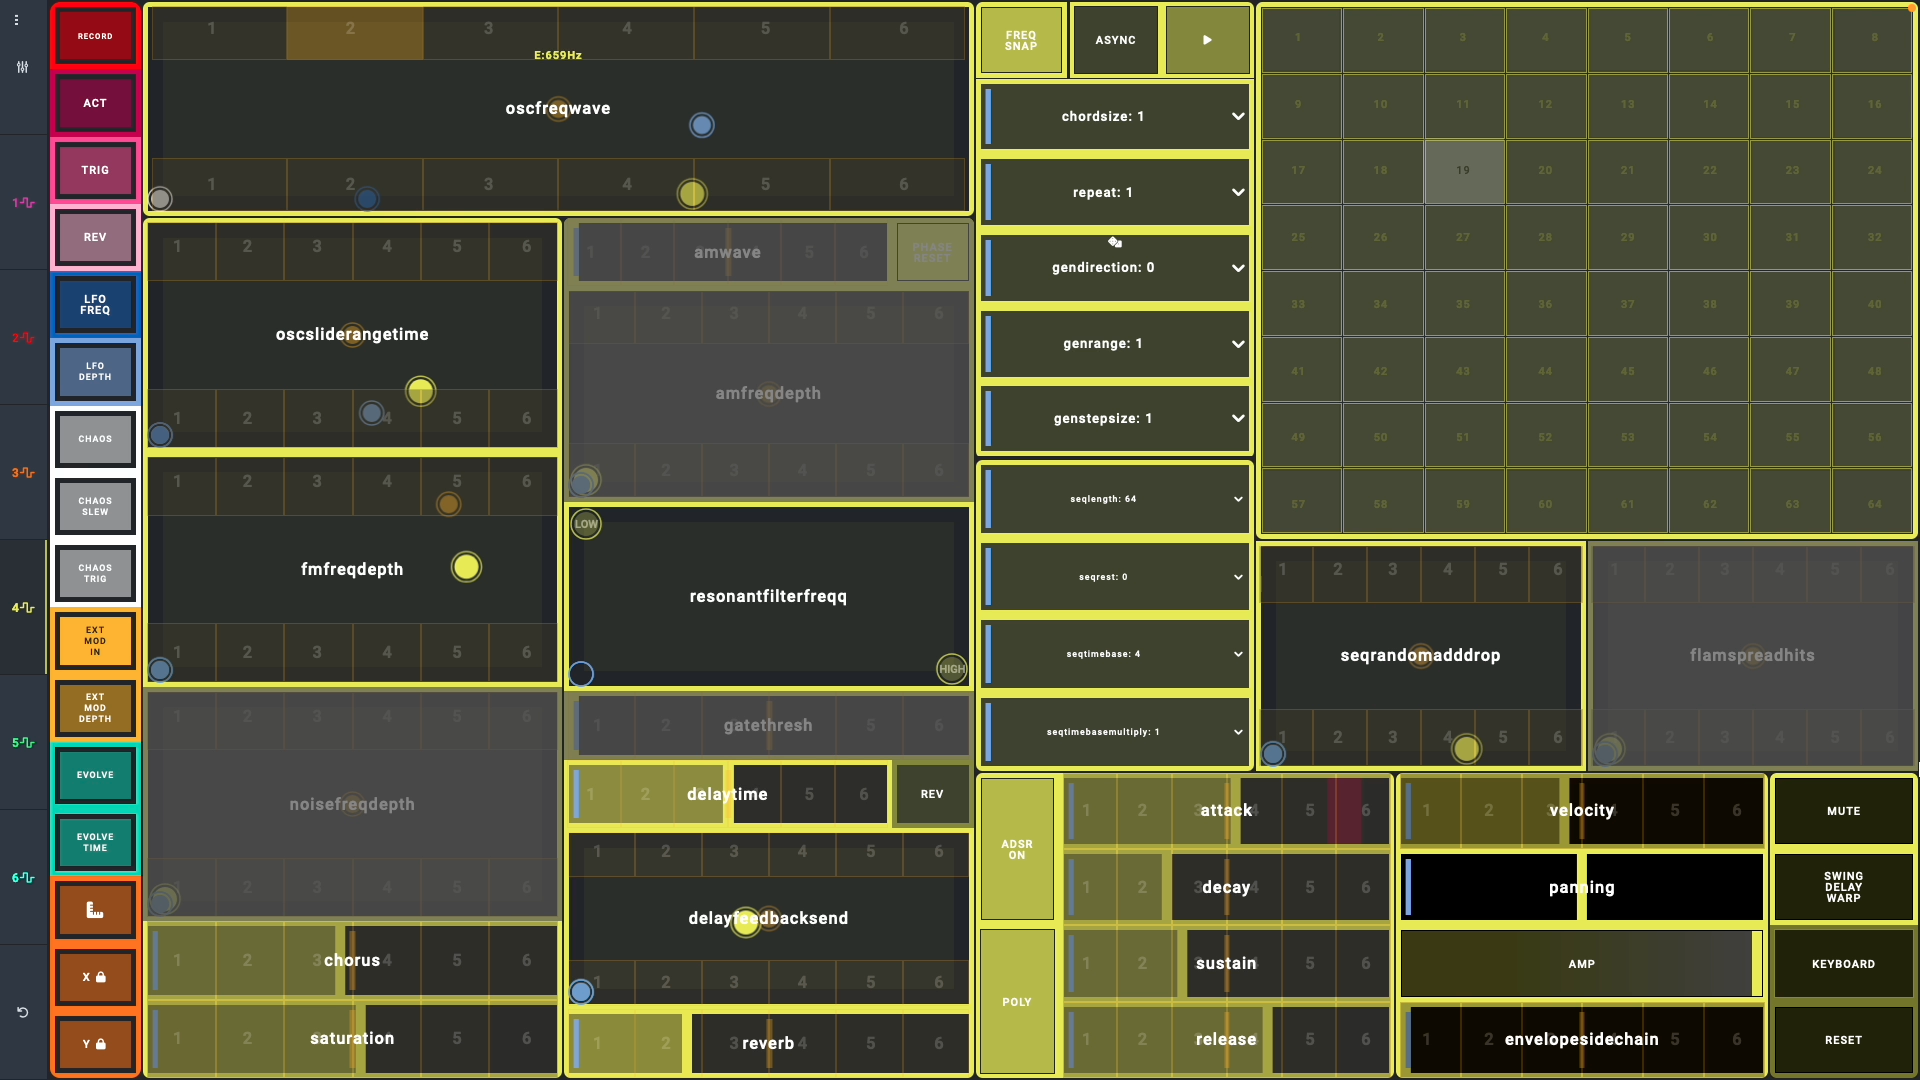 RECORD
ACT
TRIG
REV
LFO
FREQ
LFO
DEPTH
CHAOS
CHAOS
SLEW
CHAOS
TRIG
EXT
MOD
IN
EXT
MOD
DEPTH
EVOLVE
EVOLVE
TIME
X
Y
1
2
3
4
5
6
1 2 3 4 5 6
E:659Hz
oscfreqwave
1 2 3 4 5 6
1 2 3 4 5 6
oscsliderangetime
1 2 3 4 5 6
1 2 3 4 5 6
fmfreqdepth
1 2 3 4 5 6
1 2 3 4 5 6
noisefreqdepth
1 2 3 4 5 6
1 2 3 4 5 6
chorus
1 2 3 4 5 6
saturation
1 2 5 6
amwave
PHASE
RESET
1 2 3 4 5 6
amfreqdepth
1 2 3 4 5 6
LOW
resonantfilterfreqq
HIGH
1 2 5 6
gatethresh
1 2 5 6
delaytime
REV
1 2 3 4 5 6
delayfeedbacksend
1 2 3 4 5 6
1 2 3 4 5 6
reverb
FREQ
SNAP
ASYNC
chordsize: 1
repeat: 1
gendirection: 0
genrange: 1
genstepsize: 1
seqlength: 64
seqrest: 0
seqtimebase: 4
seqtimebasemultiply: 1
1 2 3 4 5 6 7 8
9 10 11 12 13 14 15 16
17 18 19 20 21 22 23 24
25 26 27 28 29 30 31 32
33 34 35 36 37 38 39 40
41 42 43 44 45 46 47 48
49 50 51 52 53 54 55 56
57 58 59 60 61 62 63 64
1 2 3 4 5 6
seqrandomadddrop
1 2 3 4 5 6
1 2 3 4 5 6
flamspreadhits
1 2 3 4 5 6
ADSR
ON
POLY
1 2 5 6
attack
1 2 3 4 5 6
decay
1 2 5 6
sustain
1 2 5 6
release
1 2 3 4 5 6
velocity
panning
AMP
1 2 5 6
envelopesidechain
MUTE
SWING
DELAY
WARP
KEYBOARD
RESET